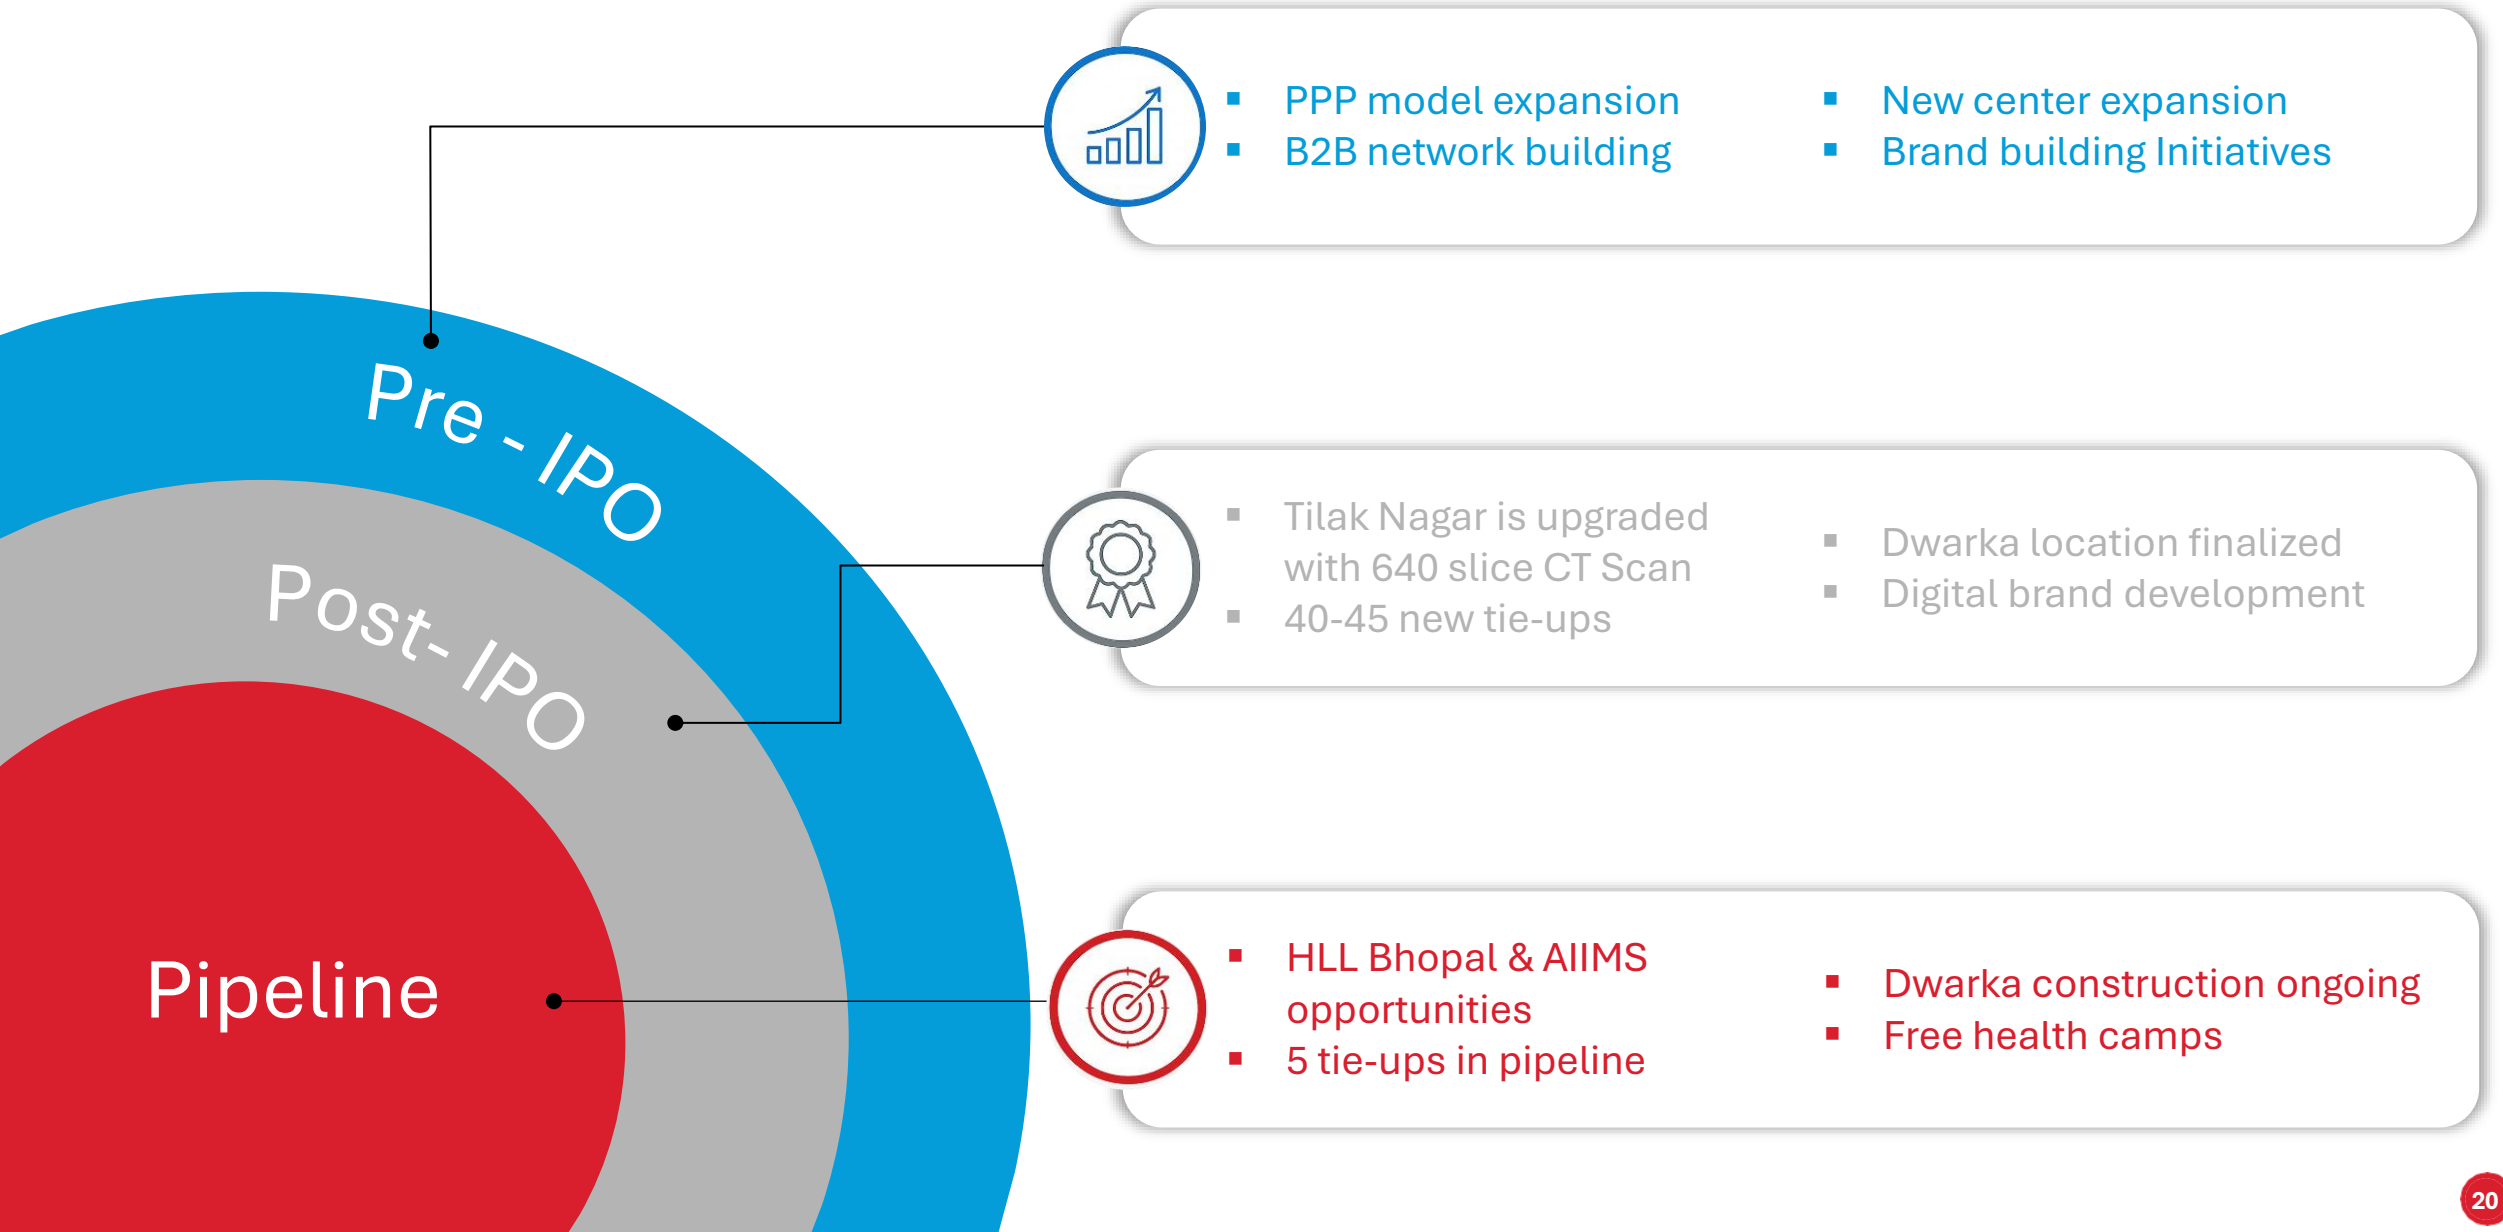 PPP model expansion
B2B network building
New center expansion
Brand building Initiatives
Pre - IPO
Tilak Nagar is upgraded
with 640 slice CT Scan
40-45 new tie-ups
Dwarka location finalized
Digital brand development
Post- IPO
HLL Bhopal & AIIMS
opportunities
5 tie-ups in pipeline
Dwarka construction ongoing
Free health camps
Pipeline
20